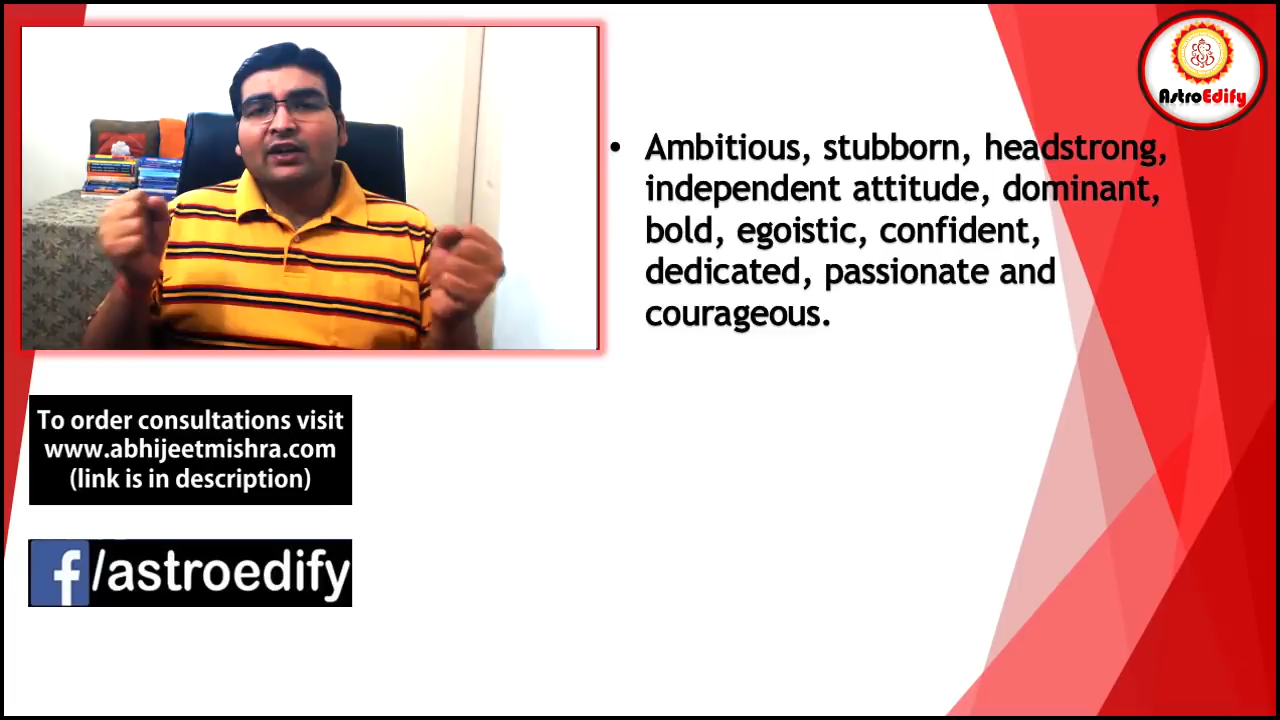 AstroEdify
• Ambitious, stubborn, headstrong,
independent attitude, dominant,
bold, egoistic, confident,
dedicated, passionate and
courageous.
To order consultations visit
www.abhijeetmishra.com
(link is in description)
f/astroedify